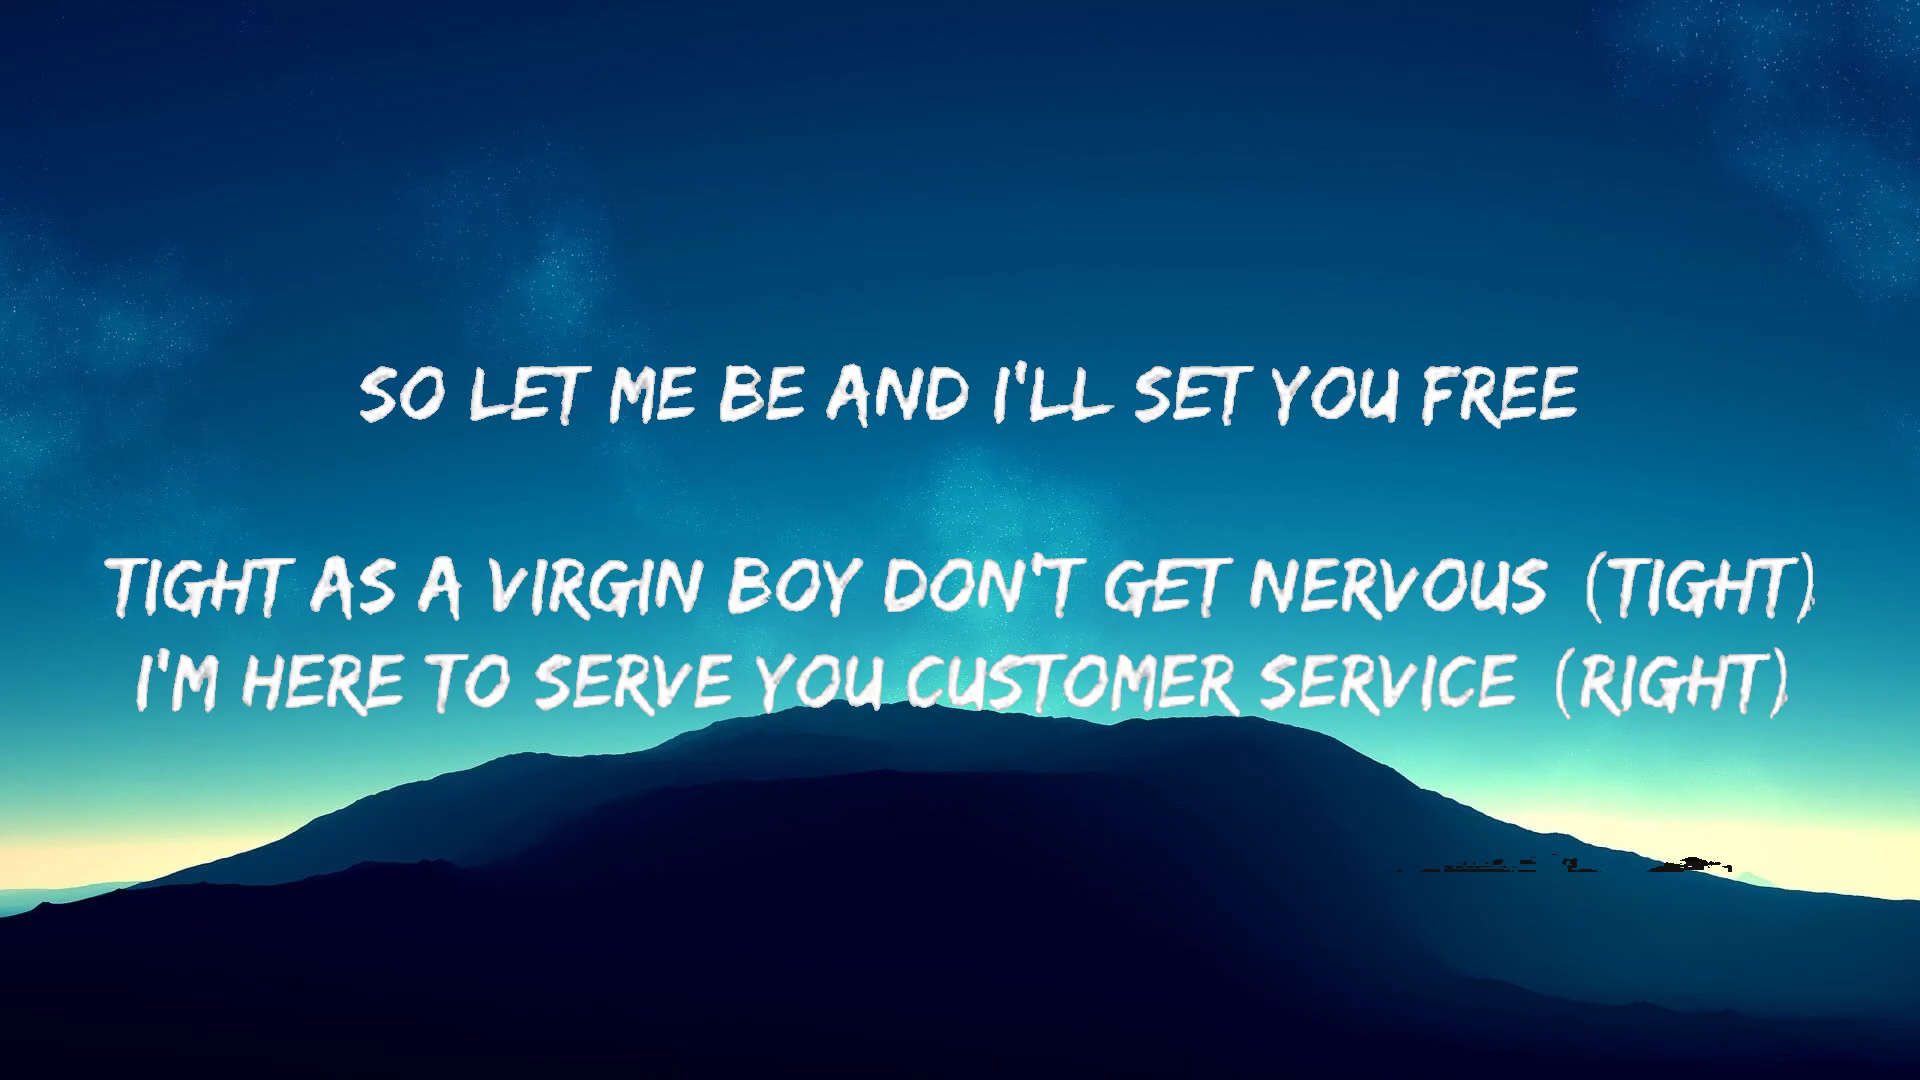 SO LET ME BE AND I'LL SET YOU FREE
TIGHT AS A VIRGIN BOY DON'T GET NERVOUS (TIGHT)
I'M HERE TO SERVE YOU CUSTOMER SERVICE (RIGHT)